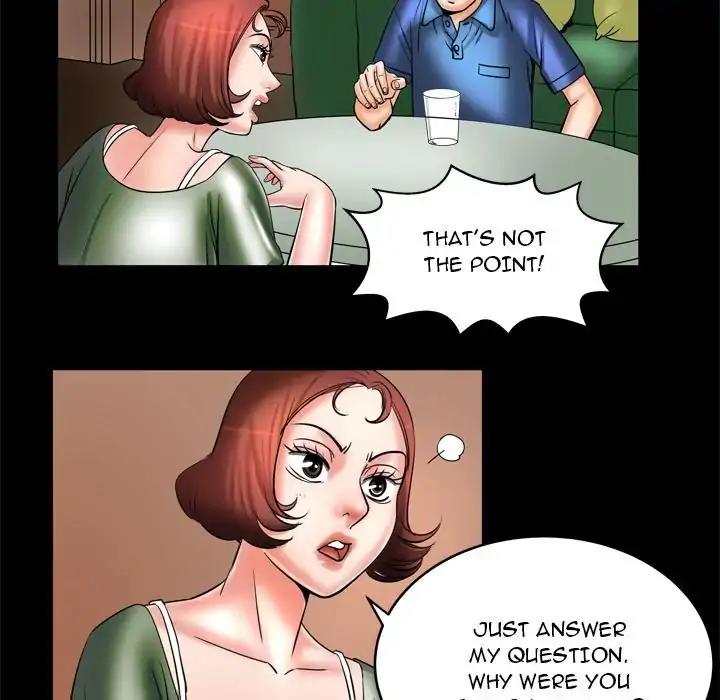 THAT'S NOT
THE POINT!
JUST ANSWER
MY QUESTION.
WHY WERE YOU